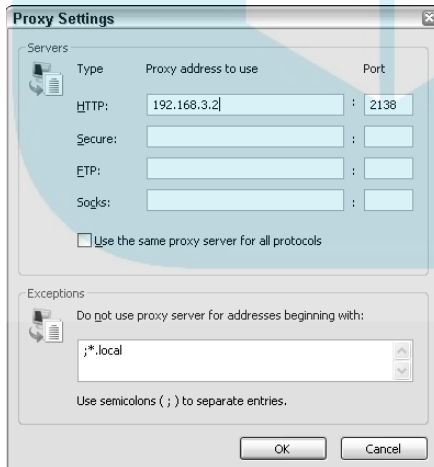 Proxy Settings
Servers
Type Proxy address to use Port
HTTP: 192.168.3.2 : 2138
Secure: :
FTP: :
Socks: :
Use the same proxy server for all protocols
Exceptions
Do not use proxy server for addresses beginning with:
;*.local
Use semicolons ( ; ) to separate entries.
OK Cancel